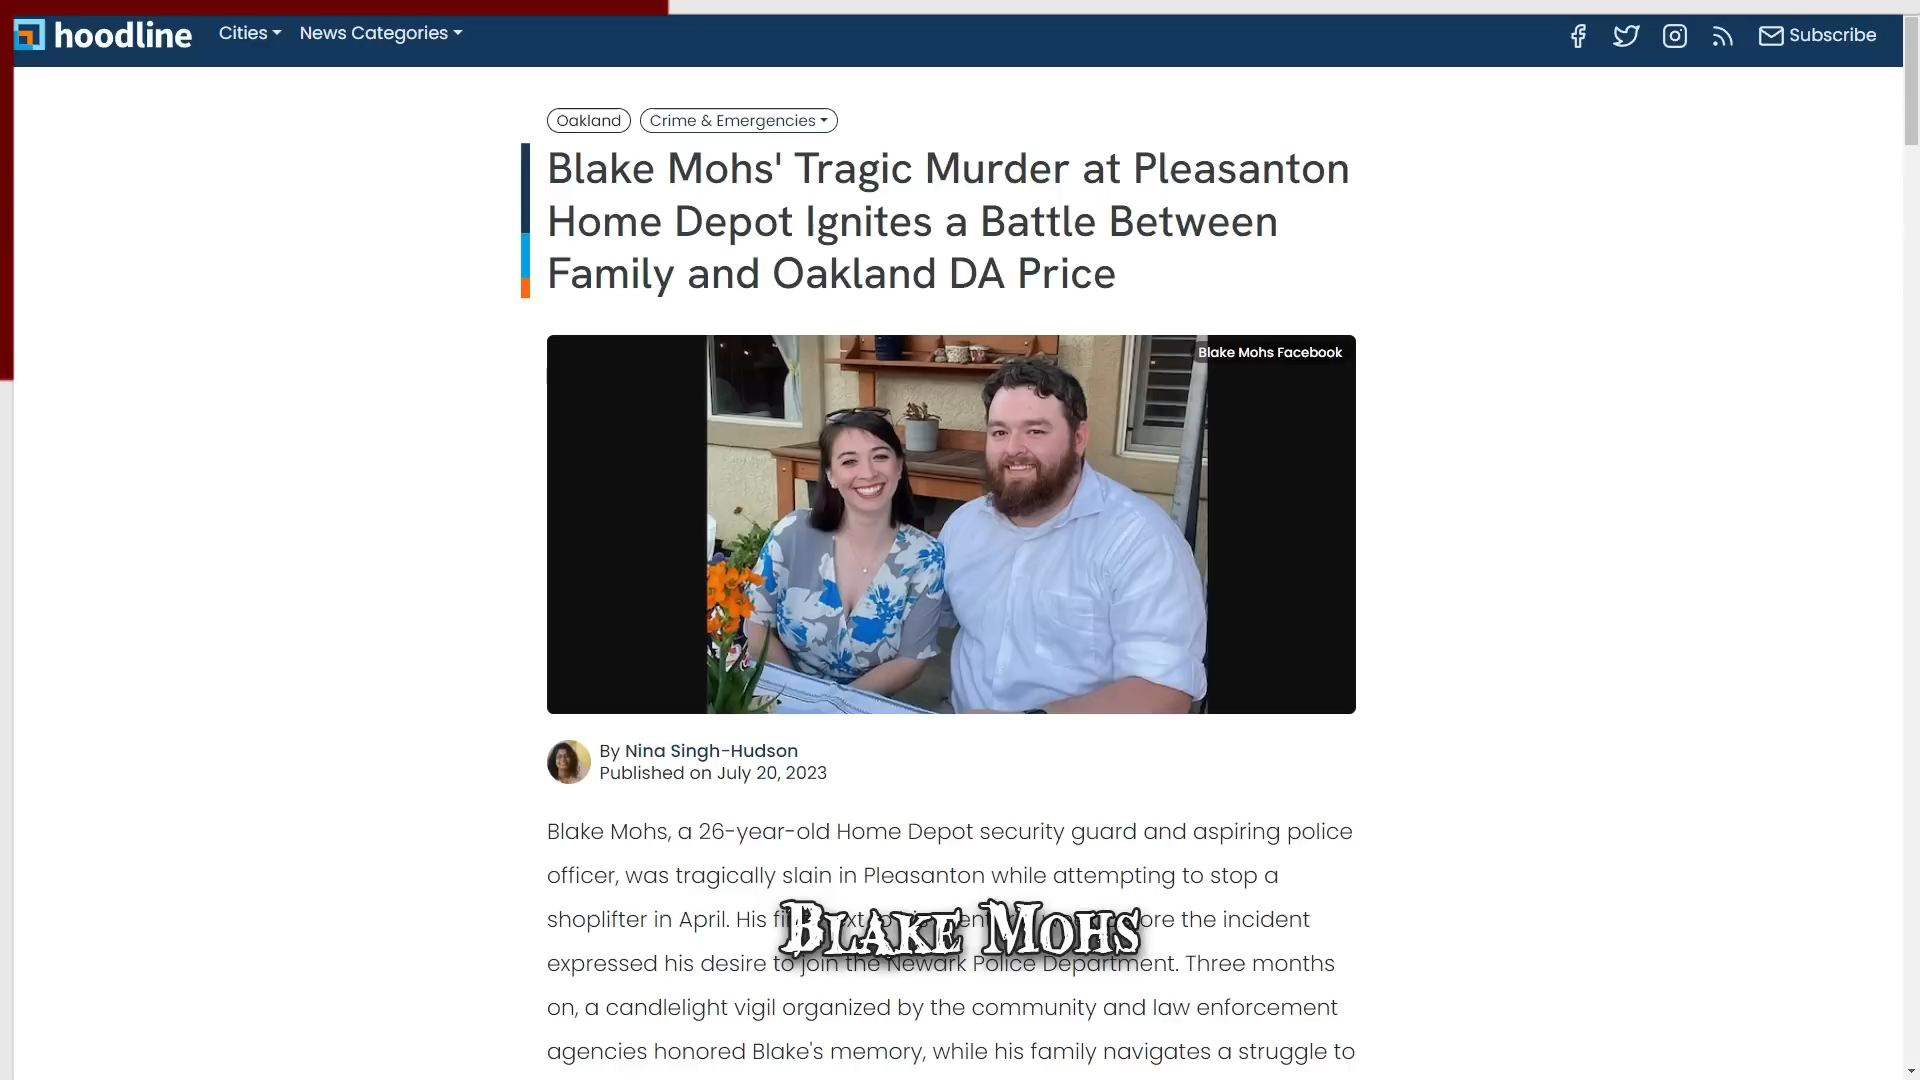 hoodline Cities News Categories Subscribe
Oakland Crime & Emergencies
Blake Mohs' Tragic Murder at Pleasanton
Home Depot Ignites a Battle Between
Family and Oakland DA Price
Blake Mohs Facebook
By Nina Singh-Hudson
Published on July 20, 2023
Blake Mohs, a 26-year-old Home Depot security guard and aspiring police
officer, was tragically slain in Pleasanton while attempting to stop a
shoplifter in April. His the incident
Blake Mohs
expressed his desire to join the Newark Police Department. Three months
on, a candlelight vigil organized by the community and law enforcement
agencies honored Blake's memory, while his family navigates a struggle to